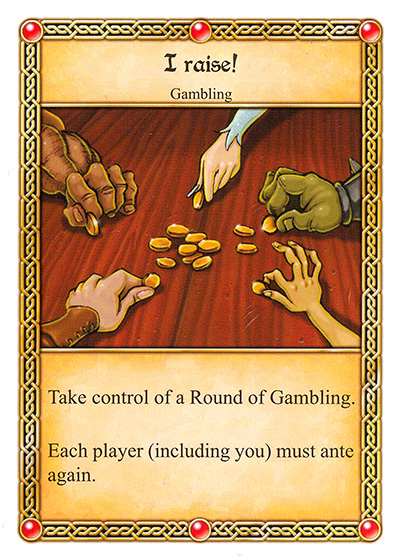 I raise!
Gambling
Take control of a Round of Gambling.
Each player (including you) must ante
again.